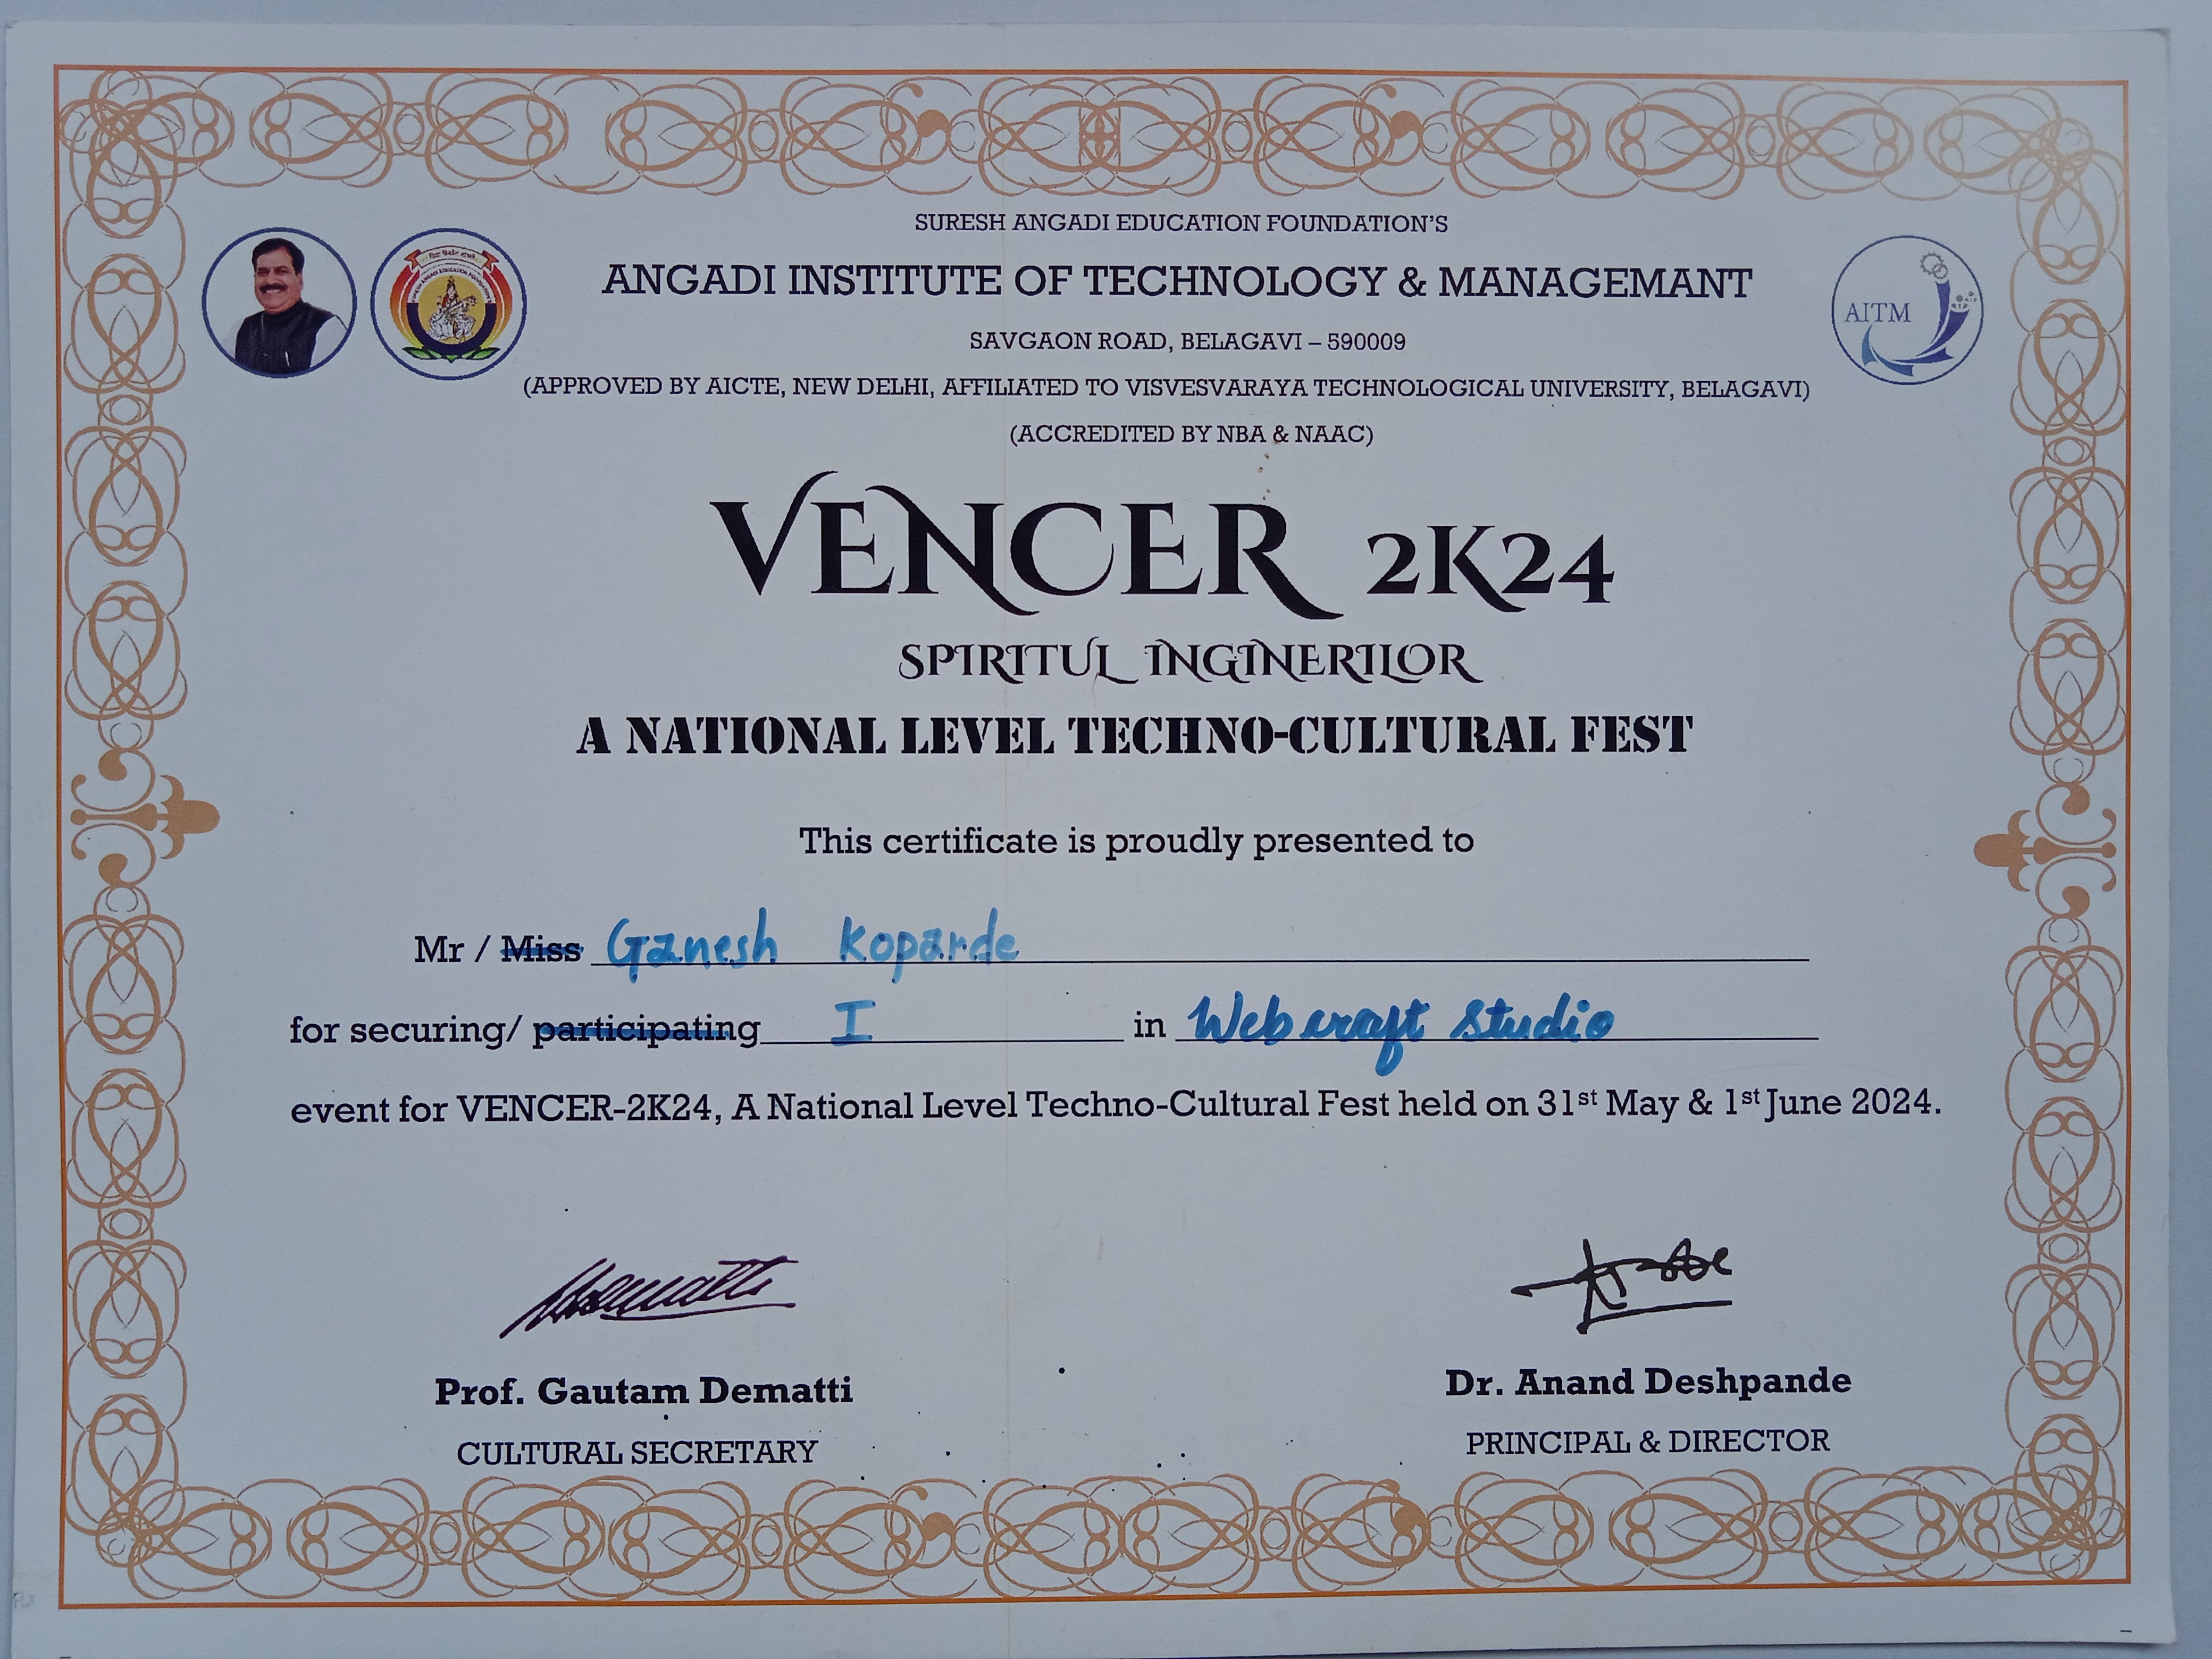 SURESH ANGADI EDUCATION FOUNDATION'S
ANGADI INSTITUTE OF TECHNOLOGY & MANAGEMANT
AITM
SAVGAON ROAD, BELAGAVI – 590009
(APPROVED BY AICTE, NEW DELHI, AFFILIATED TO VISVESVARAYA TECHNOLOGICAL UNIVERSITY, BELAGAVI)
(ACCREDITED BY NBA & NAAC)
VENCER 2K24
SPIRITUL INGINERILOR
A NATIONAL LEVEL TECHNO-CULTURAL FEST
This certificate is proudly presented to
Mr / Miss Ganesh Koparde
for securing/ participating I in Webcraft Studio
event for VENCER-2K24, A National Level Techno-Cultural Fest held on 31st May & 1st June 2024.
Prof. Gautam Dematti
CULTURAL SECRETARY
Dr. Anand Deshpande
PRINCIPAL & DIRECTOR